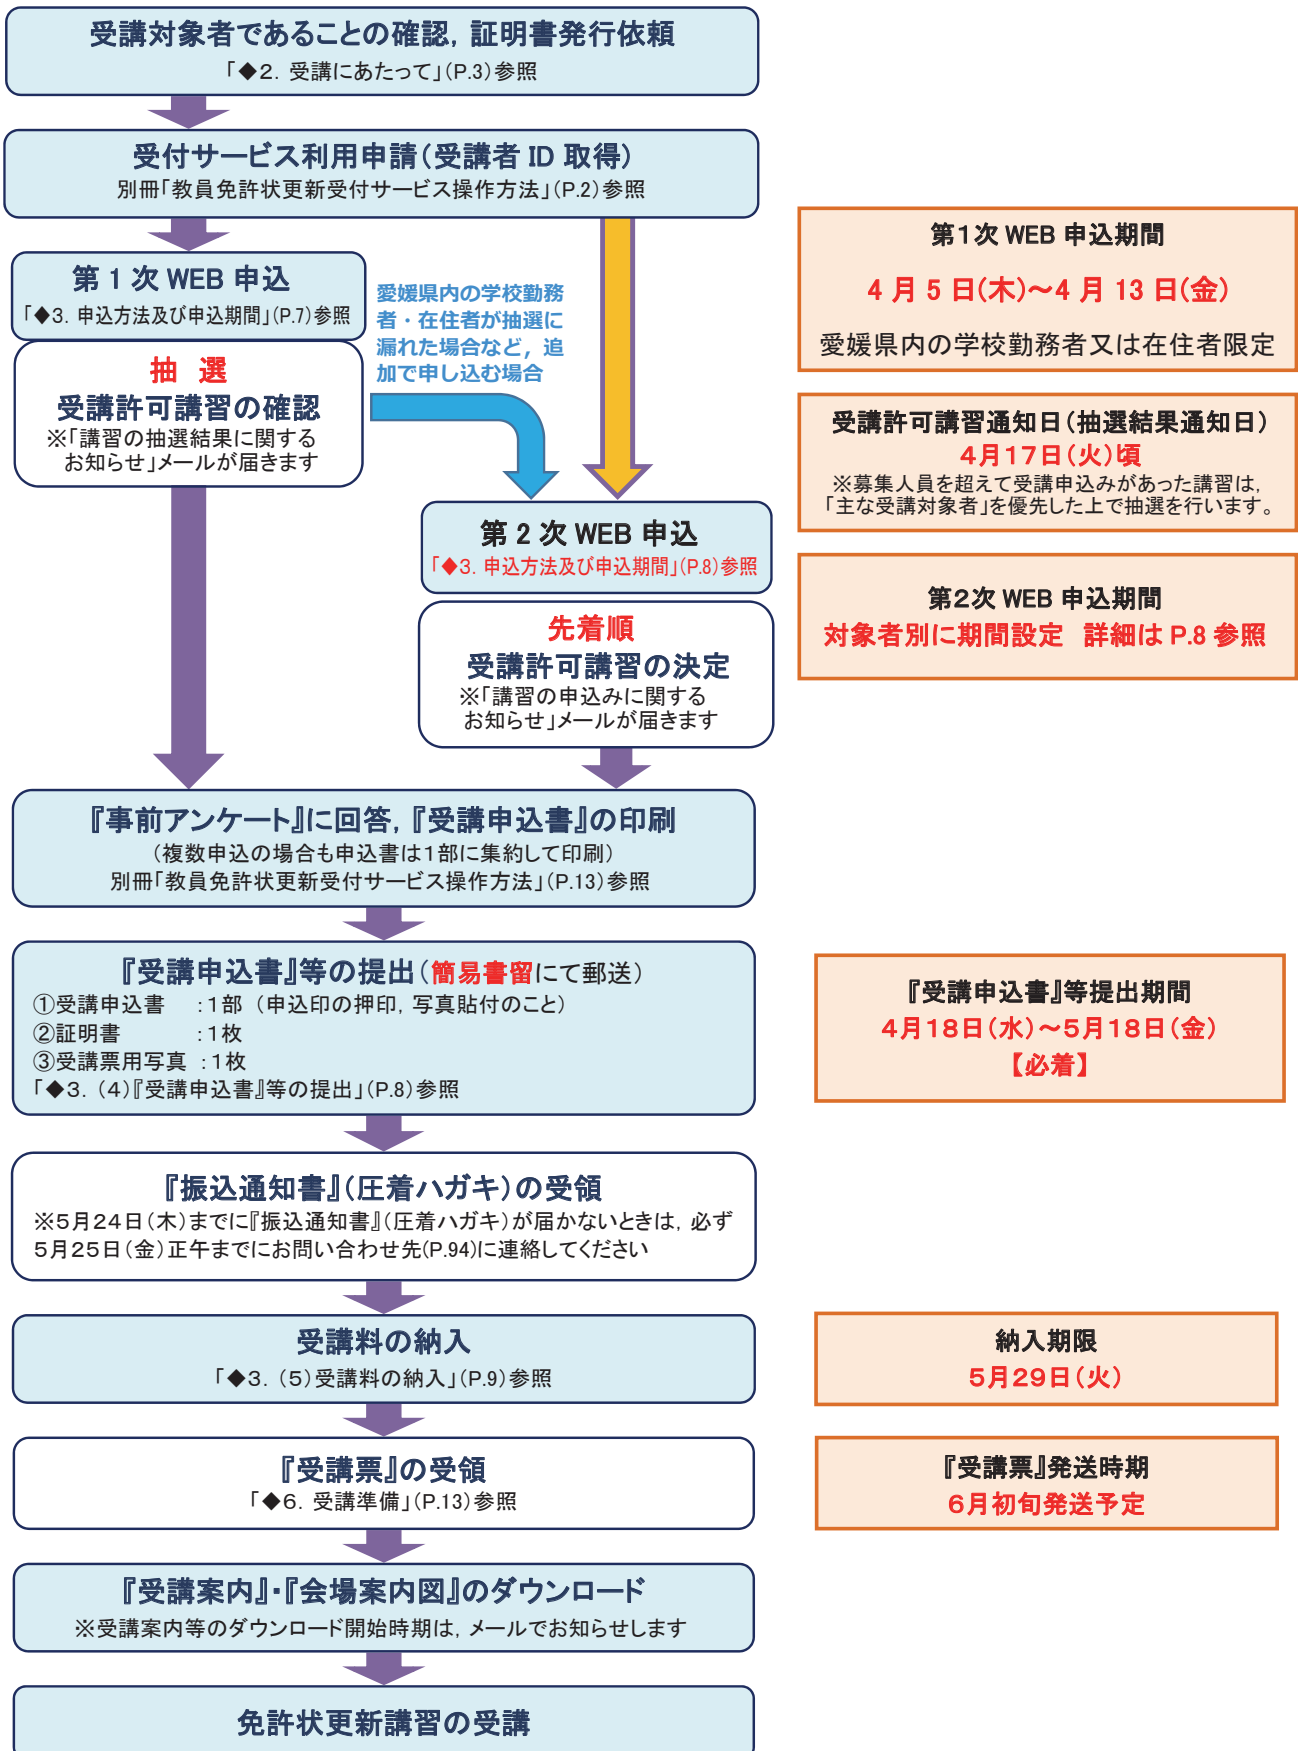 受講対象者であることの確認，証明書発行依頼
「◆2．受講にあたって」(P.3)参照
受付サービス利用申請（受講者 ID 取得）
別冊「教員免許状更新受付サービス操作方法」(P.2)参照
第 1 次 WEB 申込
「◆3．申込方法及び申込期間」(P.7)参照
抽 選
受講許可講習の確認
※「講習の抽選結果に関する
お知らせ」メールが届きます
愛媛県内の学校勤務
者・在住者が抽選に
漏れた場合など，追
加で申し込む場合
第 2 次 WEB 申込
「◆3．申込方法及び申込期間」(P.8)参照
先着順
受講許可講習の決定
※「講習の申込みに関する
お知らせ」メールが届きます
第1次 WEB 申込期間
4 月 5 日(木)～4 月 13 日(金)
愛媛県内の学校勤務者又は在住者限定
受講許可講習通知日（抽選結果通知日）
4月17日（火）頃
※募集人員を超えて受講申込みがあった講習は，
「主な受講対象者」を優先した上で抽選を行います。
第2次 WEB 申込期間
対象者別に期間設定 詳細は P.8 参照
『事前アンケート』に回答，『受講申込書』の印刷
（複数申込の場合も申込書は1部に集約して印刷）
別冊「教員免許状更新受付サービス操作方法」(P.13)参照
『受講申込書』等の提出（簡易書留にて郵送）
①受講申込書 ：1部（申込印の押印，写真貼付のこと）
②証明書 ：1枚
③受講票用写真 ：1枚
「◆3．（4）『受講申込書』等の提出」(P.8)参照
『受講申込書』等提出期間
4月18日（水）～5月18日（金）
【必着】
『振込通知書』（圧着ハガキ）の受領
※5月24日（木）までに『振込通知書』（圧着ハガキ）が届かないときは，必ず
5月25日（金）正午までにお問い合わせ先(P.94)に連絡してください
受講料の納入
「◆3．（5）受講料の納入」(P.9)参照
納入期限
5月29日（火）
『受講票』の受領
「◆6．受講準備」(P.13)参照
『受講票』発送時期
6月初旬発送予定
『受講案内』・『会場案内図』のダウンロード
※受講案内等のダウンロード開始時期は，メールでお知らせします
免許状更新講習の受講